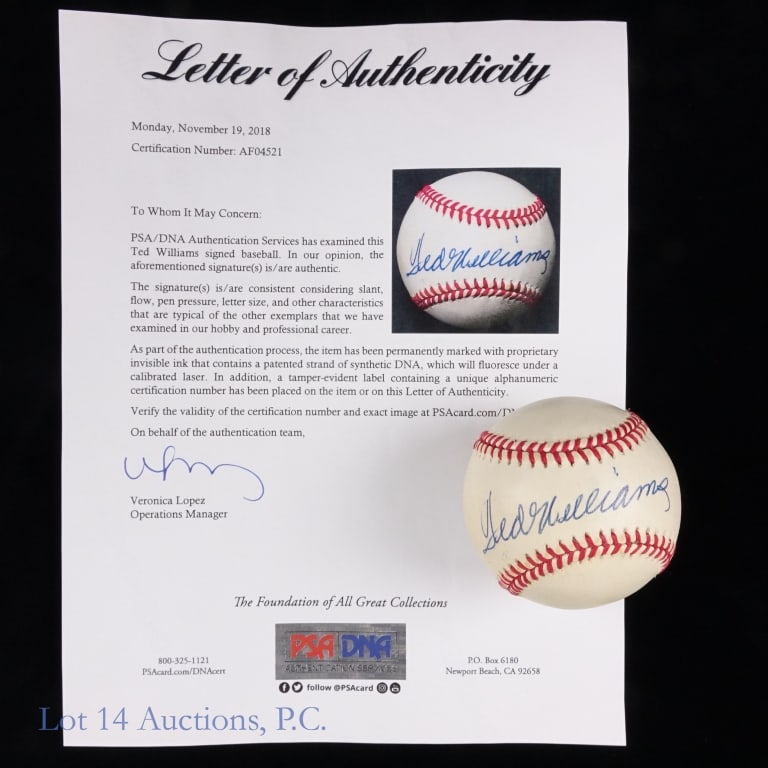 Letter of Authenticity
Monday, November 19, 2018
Certification Number: AF04521
To Whom It May Concern:
PSA/DNA Authentication Services has examined this
Ted Williams signed baseball. In our opinion, the
aforementioned signature(s) is/are authentic.
The signature(s) is/are consistent considering slant,
flow, pen pressure, letter size, and other characteristics
that are typical of the other exemplars that we have
examined in our hobby and professional career.
Ted Williams
As part of the authentication process, the item has been permanently marked with proprietary
invisible ink that contains a patented strand of synthetic DNA, which will fluoresce under a
calibrated laser. In addition, a tamper-evident label containing a unique alphanumeric
certification number has been placed on the item or on this Letter of Authenticity.
Verify the validity of the certification number and exact image at PSAcard.com/
On behalf of the authentication team,
Veronica Lopez
Operations Manager
Ted Williams
The Foundation of All Great Collections
800-325-1121
PSAcard.com/DNAcert
PSA DNA
AUTHENTICATION SERVICES
follow @PSAcard
P.O. Box 6180
Newport Beach, CA 92658
Lot 14 Auctions, P.C.